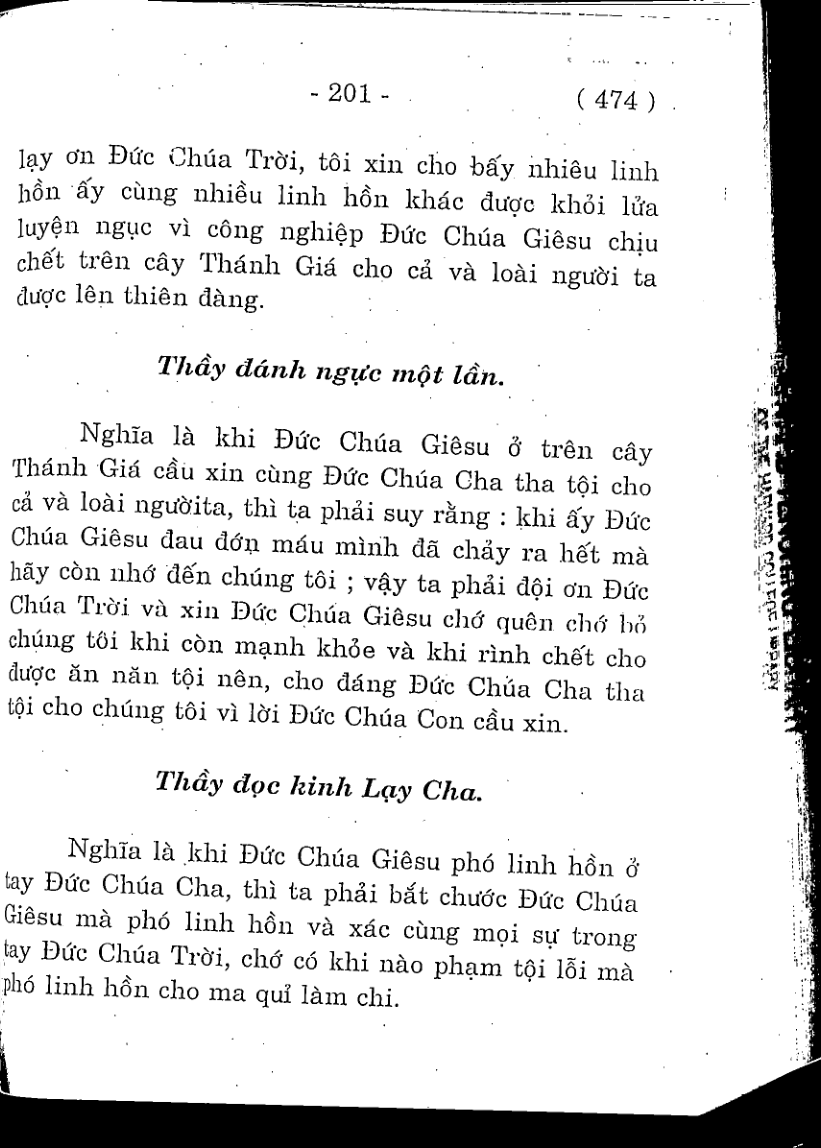 - 201 - ( 474 )
lạy ơn Đức Chúa Trời, tôi xin cho bấy nhiêu linh
hồn ấy cùng nhiều linh hồn khác được khỏi lửa
luyện ngục vì công nghiệp Đức Chúa Giêsu chịu
chết trên cây Thánh Giá cho cả và loài người ta
được lên thiên đàng.
Thầy đánh ngực một lần.
Nghĩa là khi Đức Chúa Giêsu ở trên cây
Thánh Giá cầu xin cùng Đức Chúa Cha tha tội cho
cả và loài ngườita, thì ta phải suy rằng : khi ấy Đức
Chúa Giêsu đau đớn máu mình đã chảy ra hết mà
hãy còn nhớ đến chúng tôi ; vậy ta phải đội ơn Đức
Chúa Trời và xin Đức Chúa Giêsu chớ quên chớ bỏ
chúng tôi khi còn mạnh khỏe và khi rình chết cho
được ăn năn tội nên, cho đáng Đức Chúa Cha tha
tội cho chúng tôi vì lời Đức Chúa Con cầu xin.
Thầy đọc kinh Lạy Cha.
Nghĩa là khi Đức Chúa Giêsu phó linh hồn ở
tay Đức Chúa Cha, thì ta phải bắt chước Đức Chúa
Giêsu mà phó linh hồn và xác cùng mọi sự trong
tay Đức Chúa Trời, chớ có khi nào phạm tội lỗi mà
phó linh hồn cho ma quỉ làm chi.